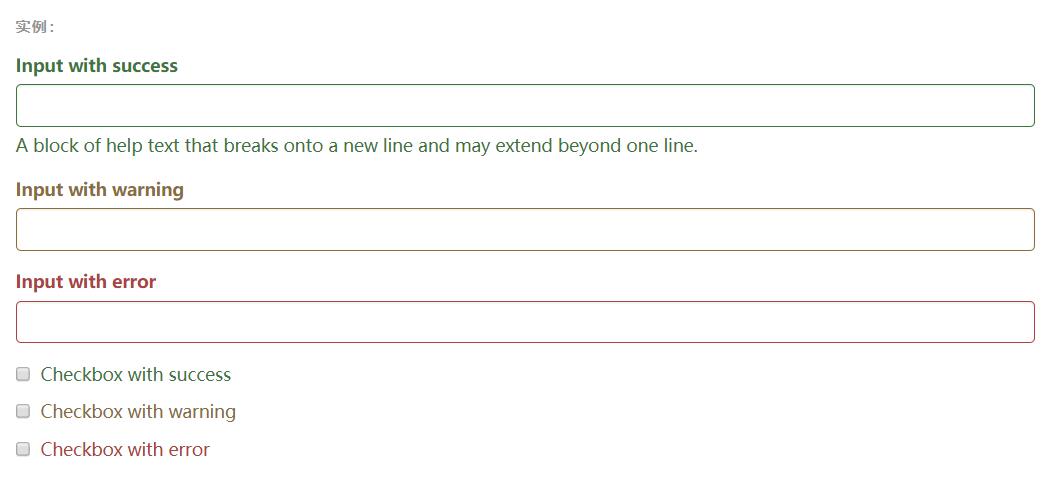 实例：
Input with success
A block of help text that breaks onto a new line and may extend beyond one line.
Input with warning
Input with error
Checkbox with success
Checkbox with warning
Checkbox with error